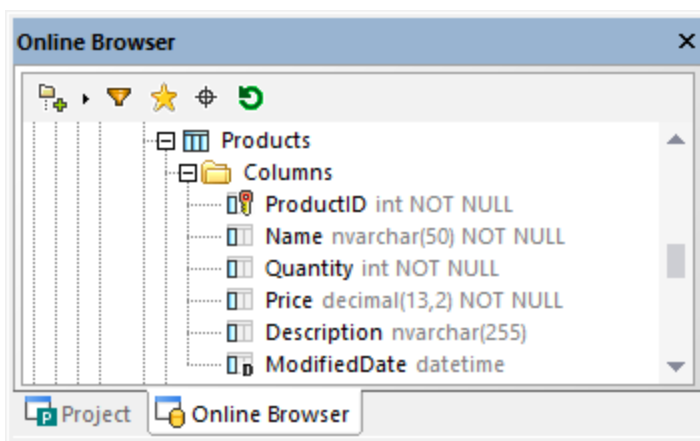 Online Browser
Products
Columns
ProductID int NOT NULL
Name nvarchar(50) NOT NULL
Quantity int NOT NULL
Price decimal(13,2) NOT NULL
Description nvarchar(255)
D ModifiedDate datetime
P Project Online Browser